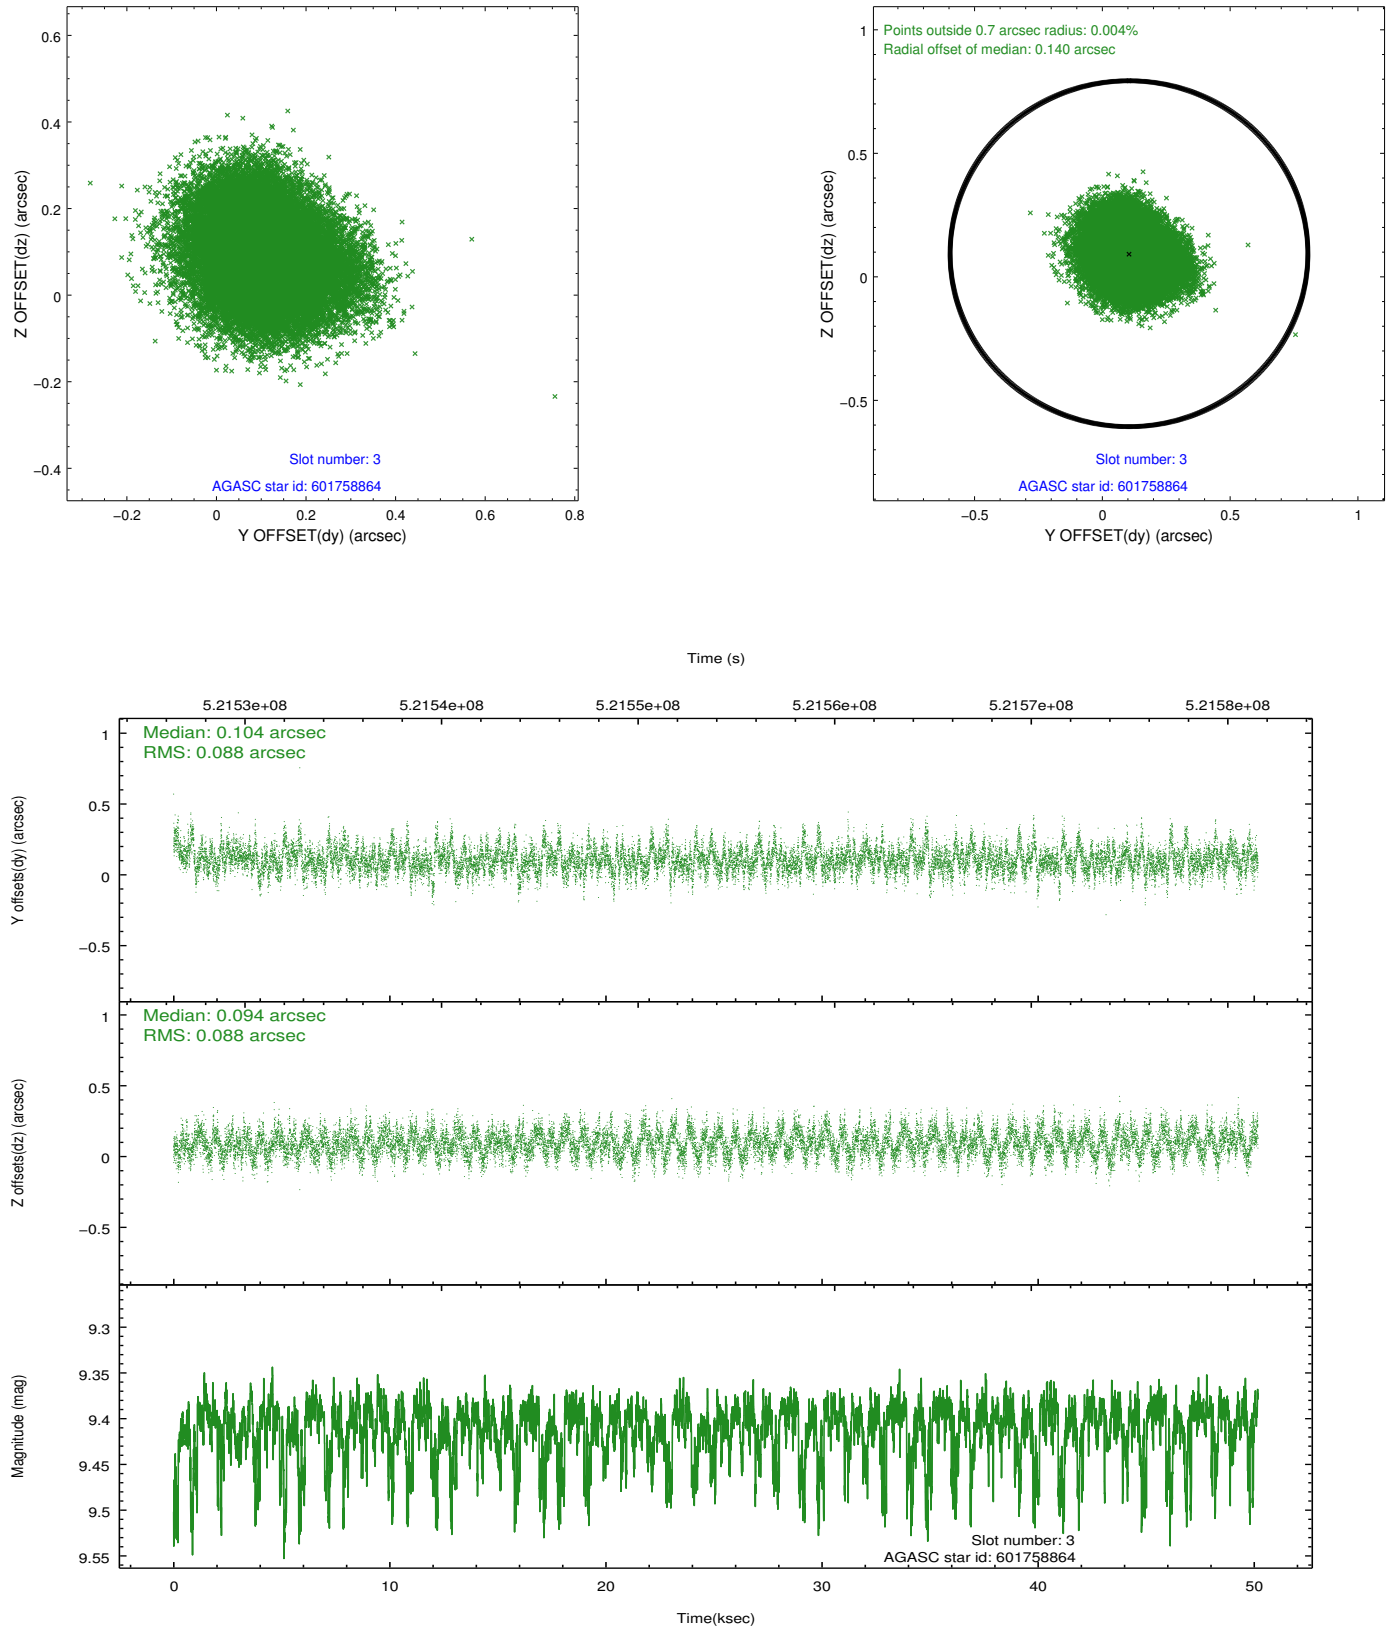 0.6
0.4
0.2
0
−0.2
−0.4
Z OFFSET(dz) (arcsec)
Slot number: 3
AGASC star id: 601758864
−0.2 0 0.2 0.4 0.6 0.8
Y OFFSET(dy) (arcsec)
Points outside 0.7 arcsec radius: 0.004%
Radial offset of median: 0.140 arcsec
1
0.5
0
−0.5
Z OFFSET(dz) (arcsec)
Slot number: 3
AGASC star id: 601758864
−0.5 0 0.5 1
Y OFFSET(dy) (arcsec)
Time (s)
5.2153e+08 5.2154e+08 5.2155e+08 5.2156e+08 5.2157e+08 5.2158e+08
Median: 0.104 arcsec
RMS: 0.088 arcsec
1
0.5
0
−0.5
Y offsets(dy) (arcsec)
Median: 0.094 arcsec
RMS: 0.088 arcsec
1
0.5
0
−0.5
Z offsets(dz) (arcsec)
9.3
9.35
9.4
9.45
9.5
9.55
Magnitude (mag)
Slot number: 3
AGASC star id: 601758864
0 10 20 30 40 50
Time(ksec)